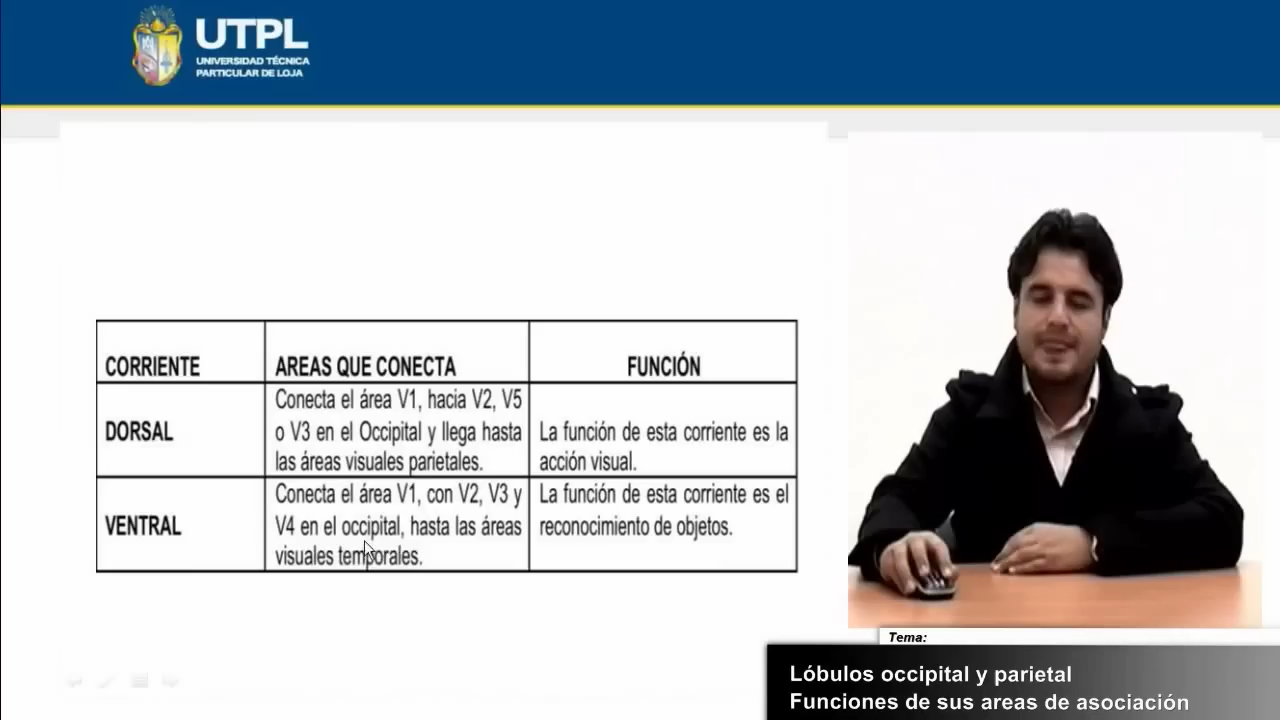 UTPL
UNIVERSIDAD TÉCNICA
PARTICULAR DE LOJA
CORRIENTE
AREAS QUE CONECTA
FUNCIÓN
DORSAL
Conecta el área V1, hacia V2, V5
o V3 en el Occipital y llega hasta
las áreas visuales parietales.
La función de esta corriente es la
acción visual.
VENTRAL
Conecta el área V1, con V2, V3 y
V4 en el occipital, hasta las áreas
visuales temporales.
La función de esta corriente es el
reconocimiento de objetos.
Tema:
Lóbulos occipital y parietal
Funciones de sus areas de asociación